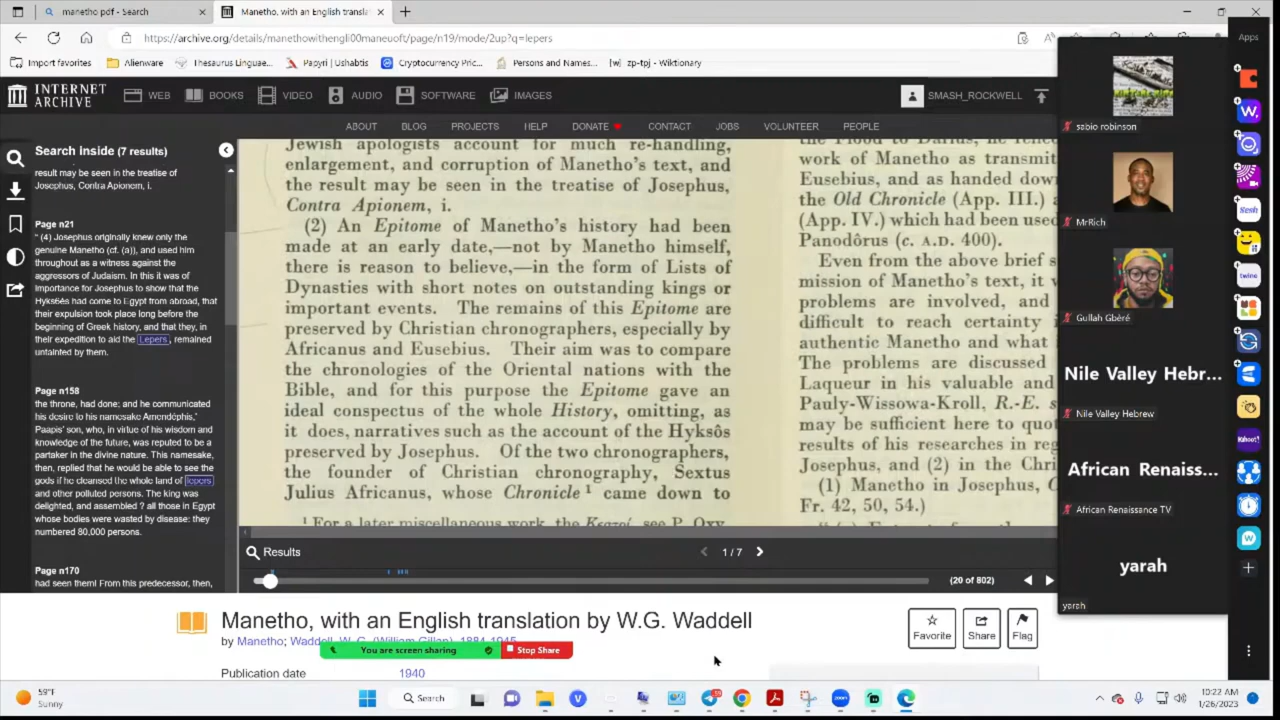 manetho pdf - Search
Manetho, with an English transla
https://archive.org/details/manethowithengli00maneuoft/page/n19/mode/2up?q=lepers
Import favorites
Alienware
Thesaurus Linguae...
Papyri | Ushabtis
Cryptocurrency Pric...
Persons and Names...
[w] zp-tpj - Wiktionary
INTERNET
ARCHIVE
WEB
BOOKS
VIDEO
AUDIO
SOFTWARE
IMAGES
SMASH_ROCKWELL
ABOUT
BLOG
PROJECTS
HELP
DONATE
CONTACT
JOBS
VOLUNTEER
PEOPLE
Search inside (7 results)
result may be seen in the treatise of
Josephus, Contra Apionem, i.
Page n21
" (4) Josephus originally knew only the
genuine Manetho (cf. (a)), and used him
throughout as a witness against the
aggressors of Judaism. In this it was of
Importance for Josephus to show that the
Hyksôs had come to Egypt from abroad, that
their expulsion took place long before the
beginning of Greek history, and that they, in
their expedition to aid the Lepers, remained
untainted by them.
Page n158
the throne, had done; and he communicated
his desire to his namesake Amenôphis,"
Paapis' son, who, in virtue of his wisdom and
knowledge of the future, was reputed to be a
partaker in the divine nature. This namesake,
then, replied that he would be able to see the
gods if he cleansed the whole land of lepers
and other polluted persons. The king was
delighted, and assembled ? all those in Egypt
whose bodies were wasted by disease: they
numbered 80,000 persons.
Page n170
had seen them! From this predecessor, then,
Jewish apologists account for much re-handling,
enlargement, and corruption of Manetho's text, and
the result may be seen in the treatise of Josephus,
Contra Apionem, i.
(2) An Epitome of Manetho's history had been
made at an early date,—not by Manetho himself,
there is reason to believe,—in the form of Lists of
Dynasties with short notes on outstanding kings or
important events. The remains of this Epitome are
preserved by Christian chronographers, especially by
Africanus and Eusebius. Their aim was to compare
the chronologies of the Oriental nations with the
Bible, and for this purpose the Epitome gave an
ideal conspectus of the whole History, omitting, as
it does, narratives such as the account of the Hyksôs
preserved by Josephus. Of the two chronographers,
the founder of Christian chronography, Sextus
Julius Africanus, whose Chronicle ¹ came down to
¹ For a later miscellaneous work, the Κεστοί, see P. Oxy
the Flood to Darius, he
work of Manetho as transmit
Eusebius, and as handed dow
the Old Chronicle (App. III.)
(App. IV.) which had been used
Panodôrus (c. A.D. 400).
Even from the above brief s
mission of Manetho's text, it
problems are involved, and
difficult to reach certainty
authentic Manetho and what
The problems are discussed
Laqueur in his valuable and
Pauly-Wissowa-Kroll, R.-E. s
may be sufficient here to quot
results of his researches in reg
Josephus, and (2) in the Chri
(1) Manetho in Josephus, C
Fr. 42, 50, 54.)
Results
1 / 7
(20 of 802)
Manetho, with an English translation by W.G. Waddell
by Manetho; Waddell, W. G. (William Gillan), 1884-1945
Favorite
Share
Flag
You are screen sharing
Stop Share
Publication date
1940
sabio robinson
MrRich
Gullah Gbéré
Nile Valley Hebr...
Nile Valley Hebrew
African Renaiss...
African Renaissance TV
yarah
yarah
Apps
twine
Kahoot!
59°F
Sunny
Search
zoom
10:22 AM
1/26/2023